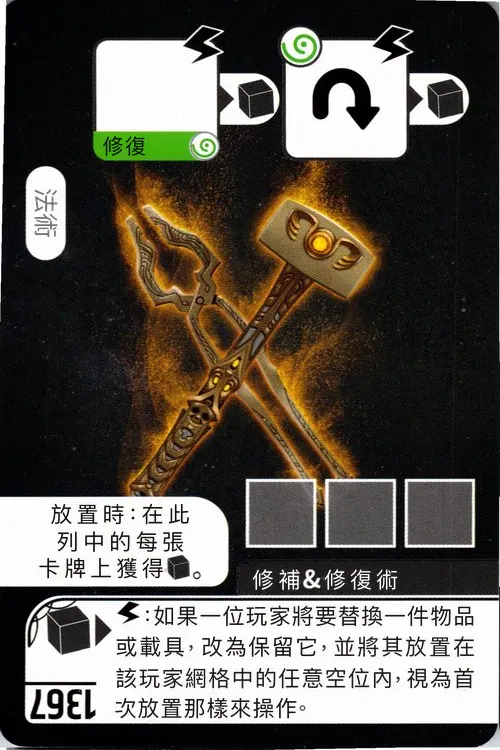 修復
法術
放置時：在此
列中的每張
卡牌上獲得。
修補&修復術
：如果一位玩家將要替換一件物品
或載具，改為保留它，並將其放置在
該玩家網格中的任意空位內，視為首
次放置那樣來操作。
1367